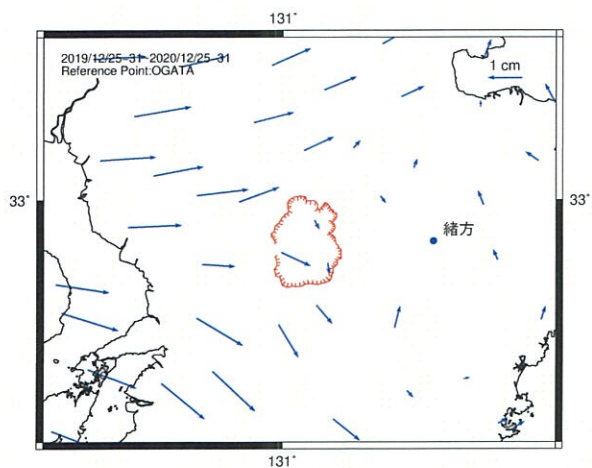 131°
2019/12/25-31 - 2020/12/25-31
Reference Point:OGATA
1 cm
33°
33°
緒方
131°